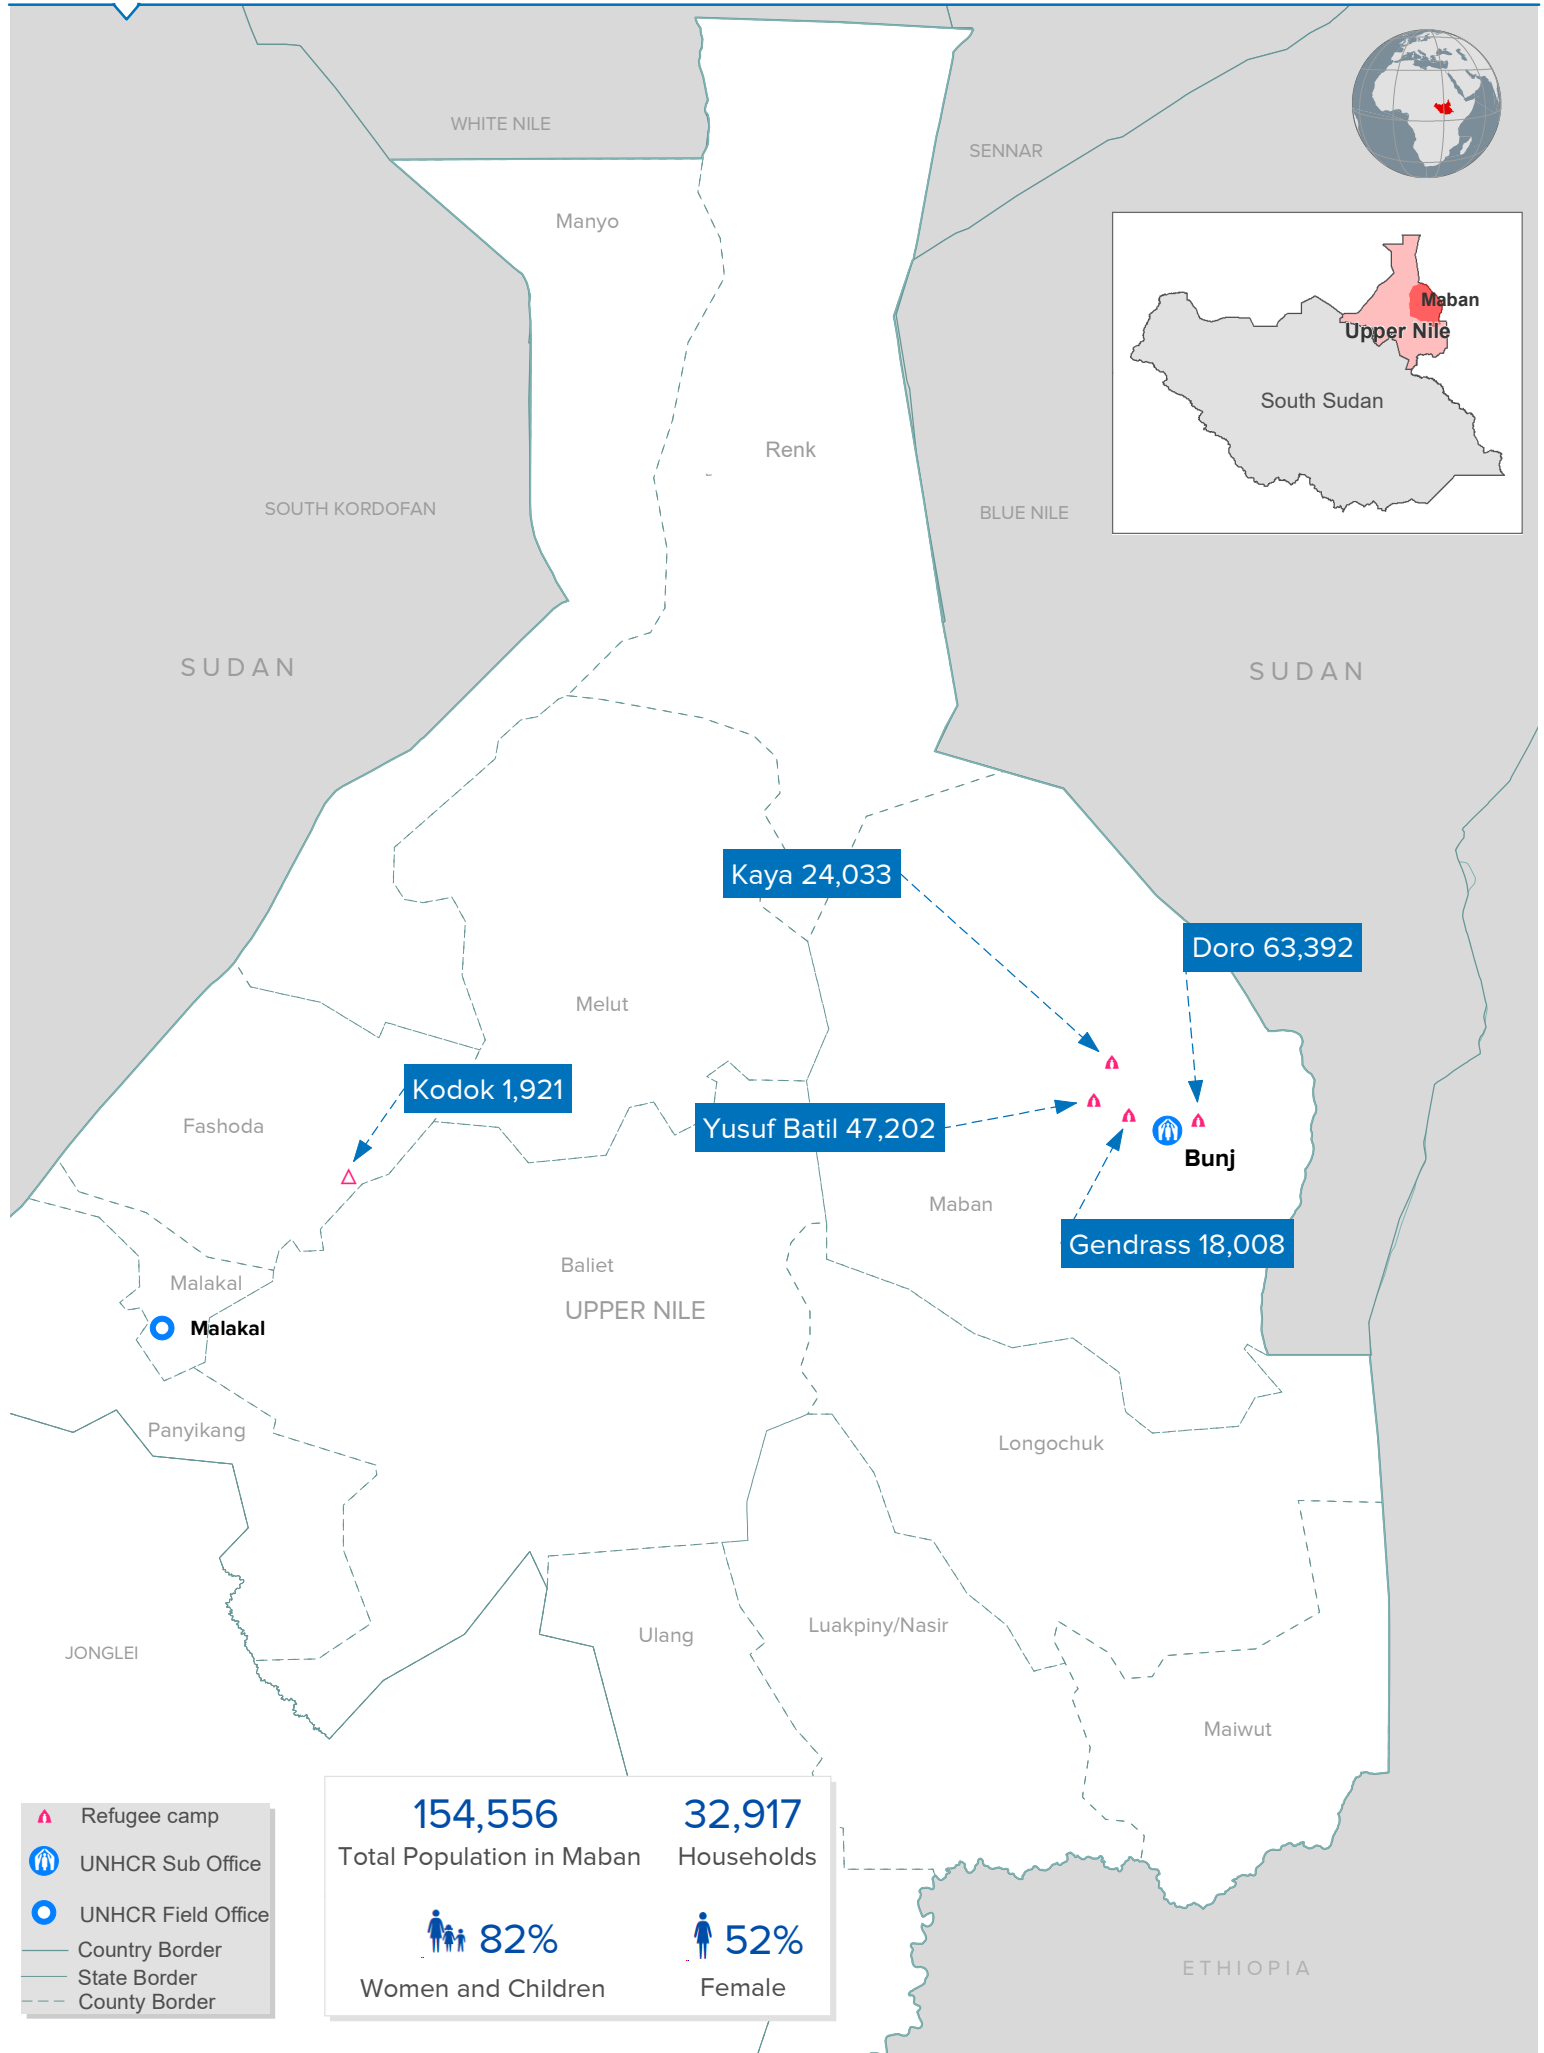 WHITE NILE
SENNAR
Manyo
Maban
Upper Nile
South Sudan
Renk
SOUTH KORDOFAN
BLUE NILE
SUDAN
SUDAN
Kaya 24,033
Doro 63,392
Melut
Kodok 1,921
Fashoda
Yusuf Batil 47,202
Bunj
Maban
Gendrass 18,008
Baliet
Malakal
UPPER NILE
Malakal
Panyikang
Longochuk
Luakpiny/Nasir
Ulang
JONGLEI
Maiwut
154,556
Total Population in Maban
32,917
Households
82%
Women and Children
52%
Female
Refugee camp
UNHCR Sub Office
UNHCR Field Office
Country Border
State Border
County Border
ETHIOPIA